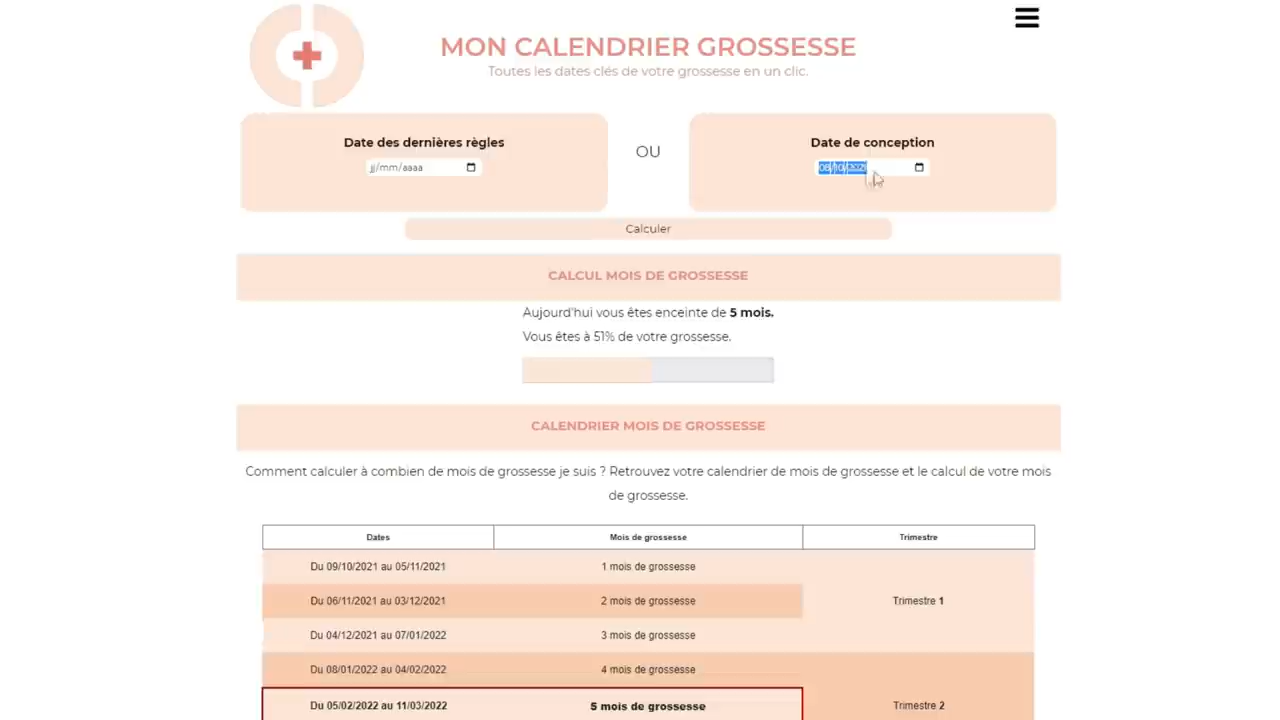 MON CALENDRIER GROSSESSE
Toutes les dates clés de votre grossesse en un clic.
Date des dernières règles
jj/mm/aaaa
OU
Date de conception
Calculer
CALCUL MOIS DE GROSSESSE
Aujourd'hui vous êtes enceinte de 5 mois.
Vous êtes à 51% de votre grossesse.
CALENDRIER MOIS DE GROSSESSE
Comment calculer à combien de mois de grossesse je suis ? Retrouvez votre calendrier de mois de grossesse et le calcul de votre mois
de grossesse.
Dates Mois de grossesse Trimestre
Du 09/10/2021 au 05/11/2021 1 mois de grossesse
Du 06/11/2021 au 03/12/2021 2 mois de grossesse Trimestre 1
Du 04/12/2021 au 07/01/2022 3 mois de grossesse
Du 08/01/2022 au 04/02/2022 4 mois de grossesse
Du 05/02/2022 au 11/03/2022 5 mois de grossesse Trimestre 2